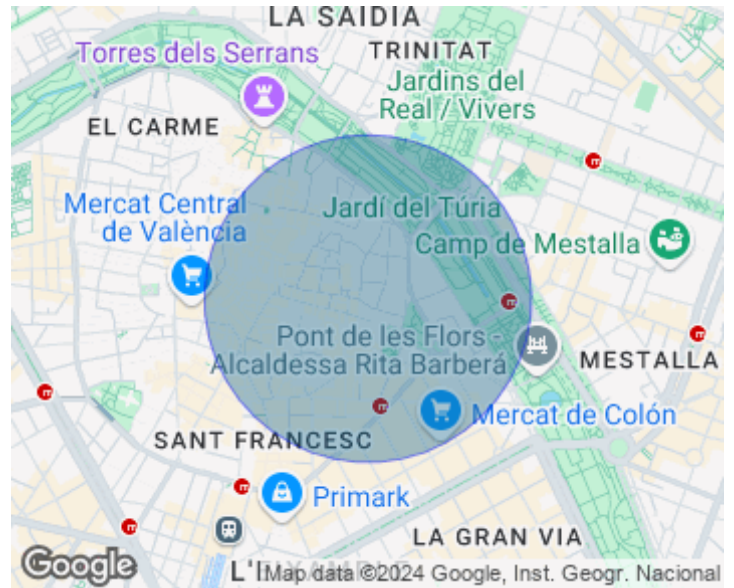 LA SAÏDIA
TRINITAT
Torres dels Serrans
Jardins del
Real / Vivers
EL CARME
Mercat Central
de València
Jardí del Túria
Camp de Mestalla
Pont de les Flors -
Alcaldessa Rita Barberá
MESTALLA
Mercat de Colón
SANT FRANCESC
Primark
LA GRAN VIA
Google
Map data ©2024 Google, Inst. Geogr. Nacional